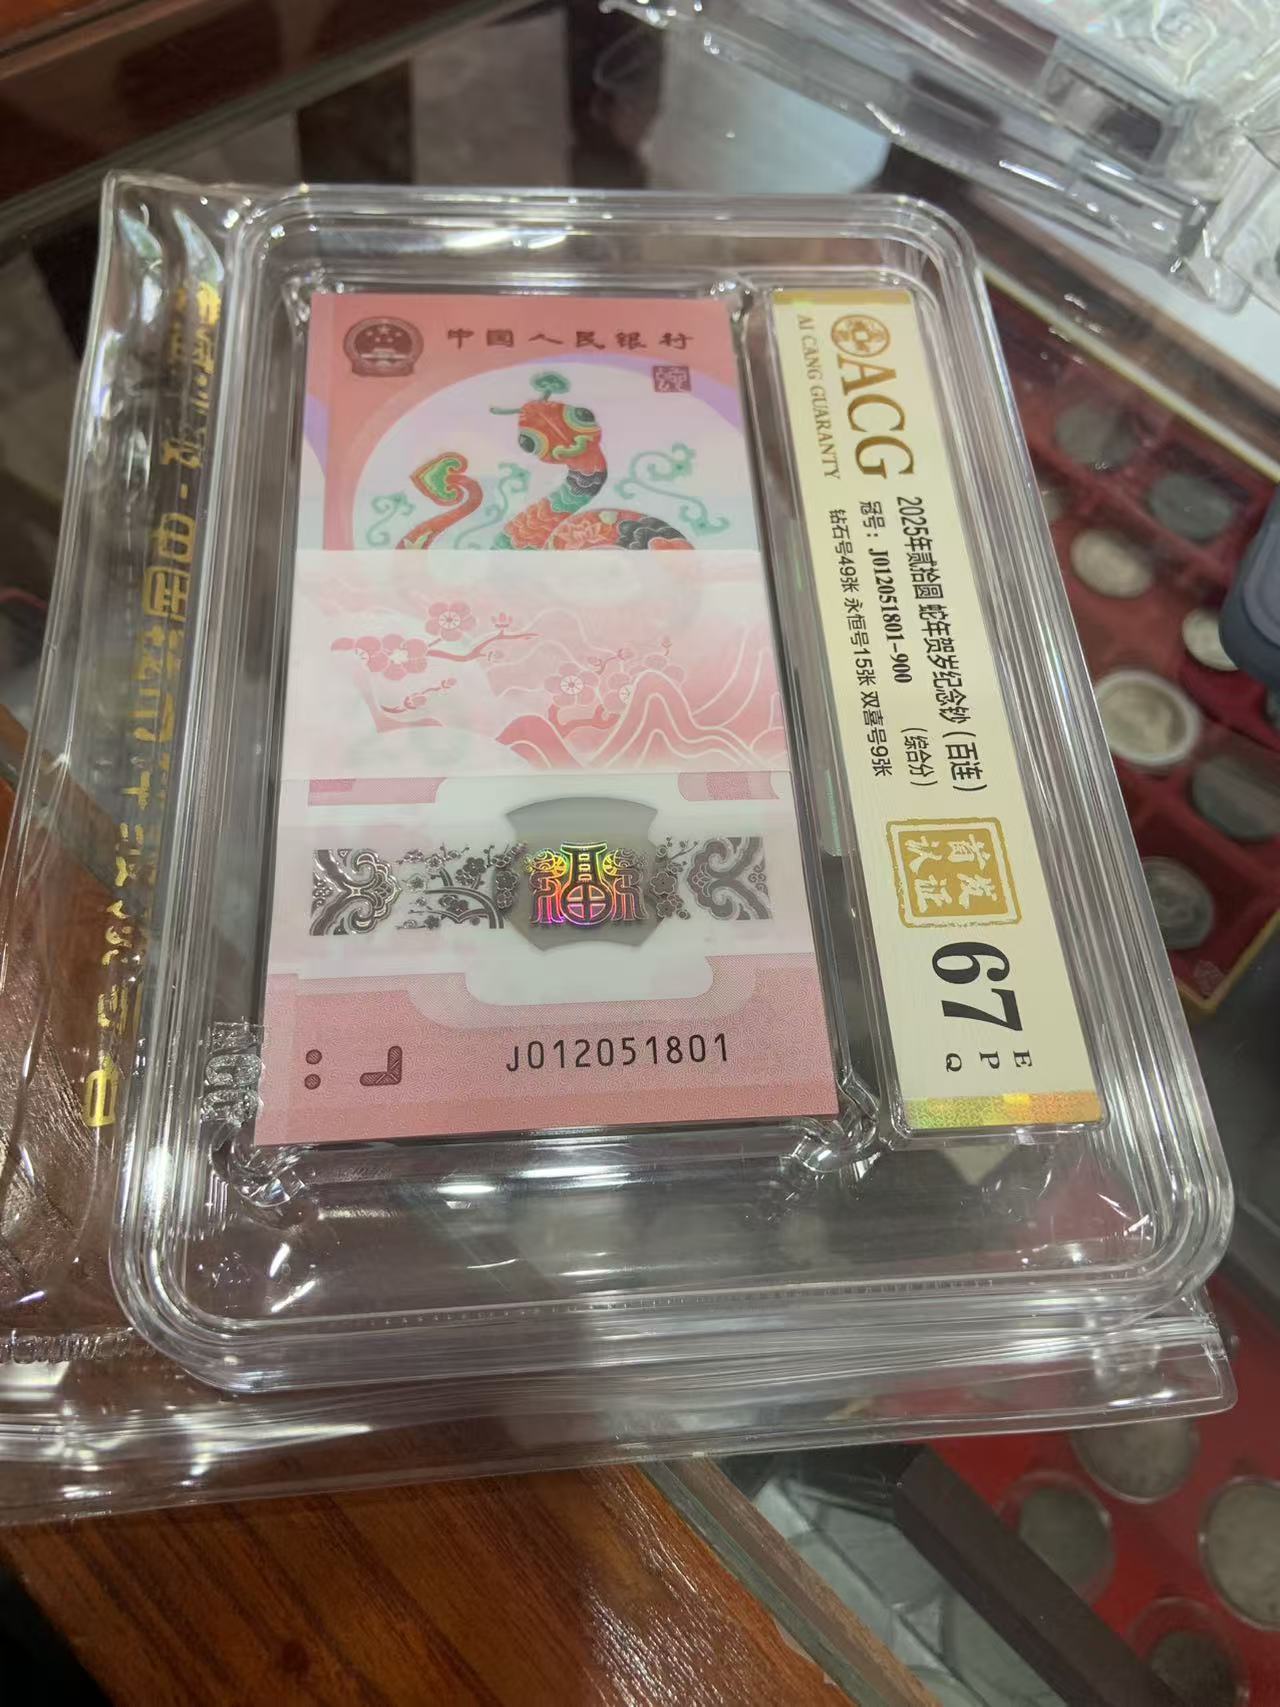 中国人民银行
J012051801
ACG
AI CANG GUARANTY
2025年贰拾圆 蛇年贺岁纪念钞（百连）
冠号：J012051801-900 （综合分）
钻石号49张 永恒号15张 双喜号9张
首发
认证
67
E
P
Q